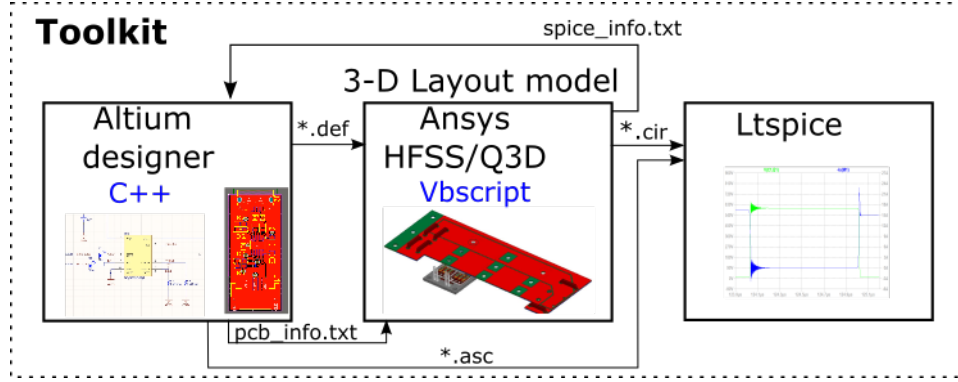 Toolkit
spice_info.txt
3-D Layout model
Altium
designer
C++
*.def
Ansys
HFSS/Q3D
Vbscript
*.cir
Ltspice
pcb_info.txt
*.asc